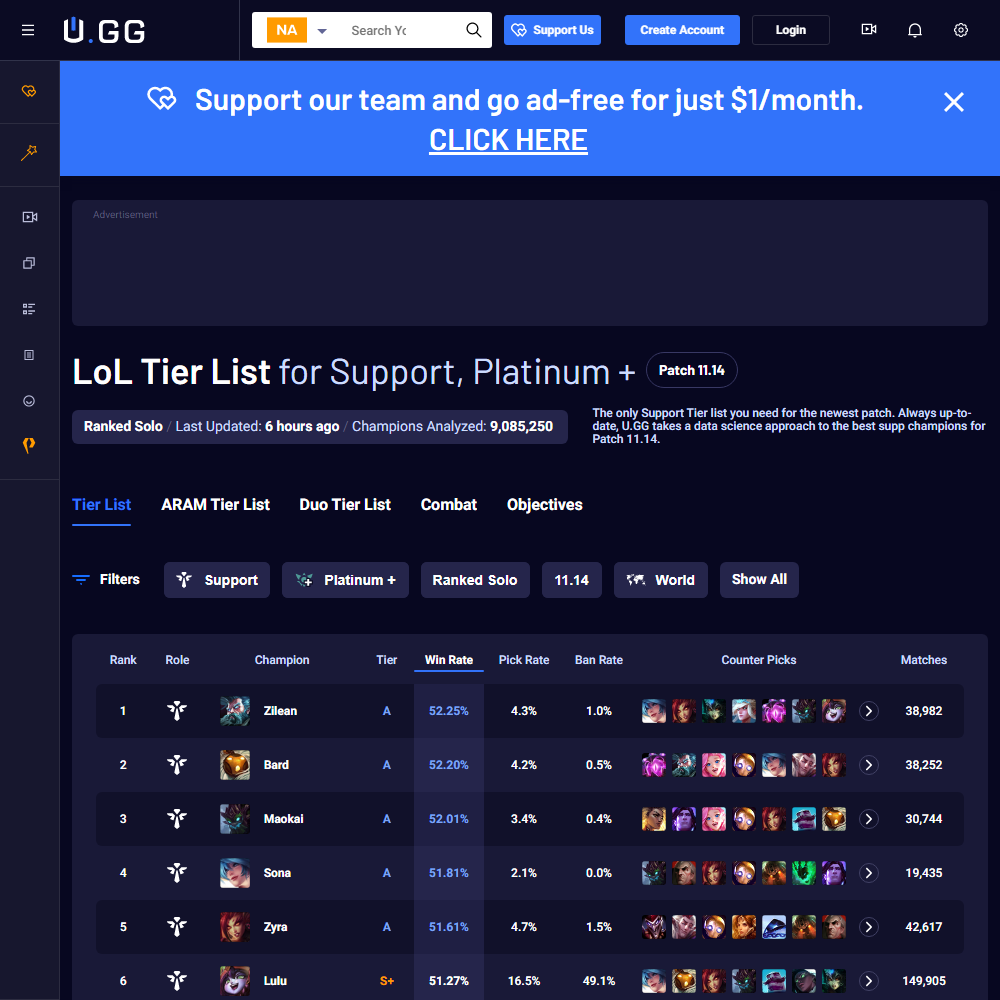 U.GG
NA
Search Yo
Support Us
Create Account
Login
Support our team and go ad-free for just $1/month.
CLICK HERE
Advertisement
LoL Tier List for Support, Platinum +
Patch 11.14
Ranked Solo / Last Updated: 6 hours ago / Champions Analyzed: 9,085,250
The only Support Tier list you need for the newest patch. Always up-to-
date, U.GG takes a data science approach to the best supp champions for
Patch 11.14.
Tier List ARAM Tier List Duo Tier List Combat Objectives
Filters Support Platinum + Ranked Solo 11.14 World Show All
Rank Role Champion Tier Win Rate Pick Rate Ban Rate Counter Picks Matches
1 Zilean A 52.25% 4.3% 1.0% 38,982
2 Bard A 52.20% 4.2% 0.5% 38,252
3 Maokai A 52.01% 3.4% 0.4% 30,744
4 Sona A 51.81% 2.1% 0.0% 19,435
5 Zyra A 51.61% 4.7% 1.5% 42,617
6 Lulu S+ 51.27% 16.5% 49.1% 149,905